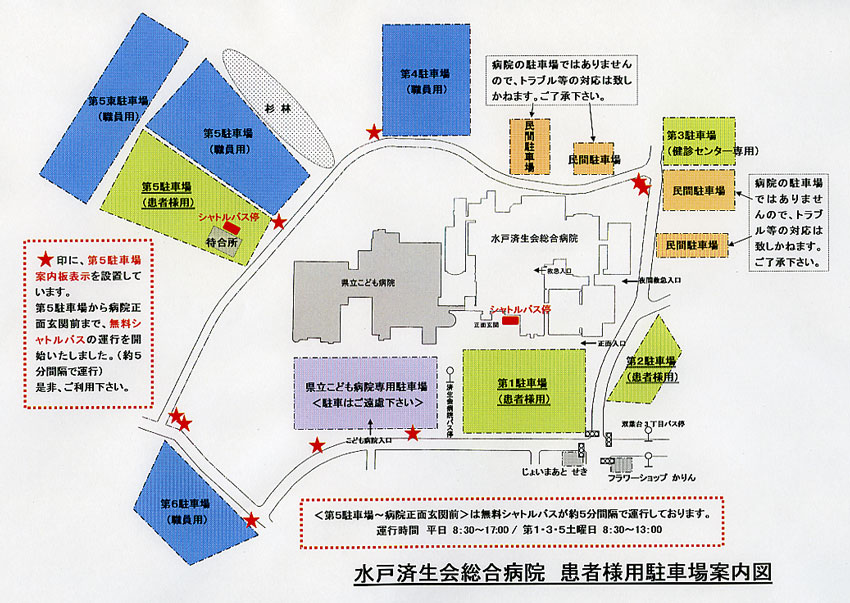 第5東駐車場
(職員用)
第5駐車場
(職員用)
杉 林
第4駐車場
(職員用)
病院の駐車場ではありません
ので、トラブル等の対応は致し
かねます。ご了承下さい。
民間駐車場
民間駐車場
第3駐車場
(健診センター専用)
民間駐車場
民間駐車場
病院の駐車場
ではありませ
んので、トラブ
ル等の対応は
致しかねます。
ご了承下さい。
第5駐車場
(患者様用)
シャトルバス停
待合所
★印に、第5駐車場
案内板表示を設置して
います。
第5駐車場から病院正
面玄関前まで、無料シ
ャトルバスの運行を開
始いたしました。(約5
分間隔で運行)
是非、ご利用下さい。
水戸済生会総合病院
県立こども病院
救急入口
夜間救急入口
シャトルバス停
正面玄関
正面入口
第2駐車場
(患者様用)
県立こども病院専用駐車場
<駐車はご遠慮下さい>
済生会病院バス停
第1駐車場
(患者様用)
こども病院入口
双葉台3丁目バス停
じょいまあと せき
フラワーショップ かりん
第6駐車場
(職員用)
<第5駐車場~病院正面玄関前>は無料シャトルバスが約5分間隔で運行しております。
運行時間 平日 8:30~17:00 / 第1・3・5土曜日 8:30~13:00
水戸済生会総合病院 患者様用駐車場案内図